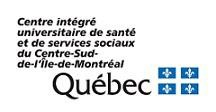 Centre intégré
universitaire de santé
et de services sociaux
du Centre-Sud-
de-l'Île-de-Montréal
Québec